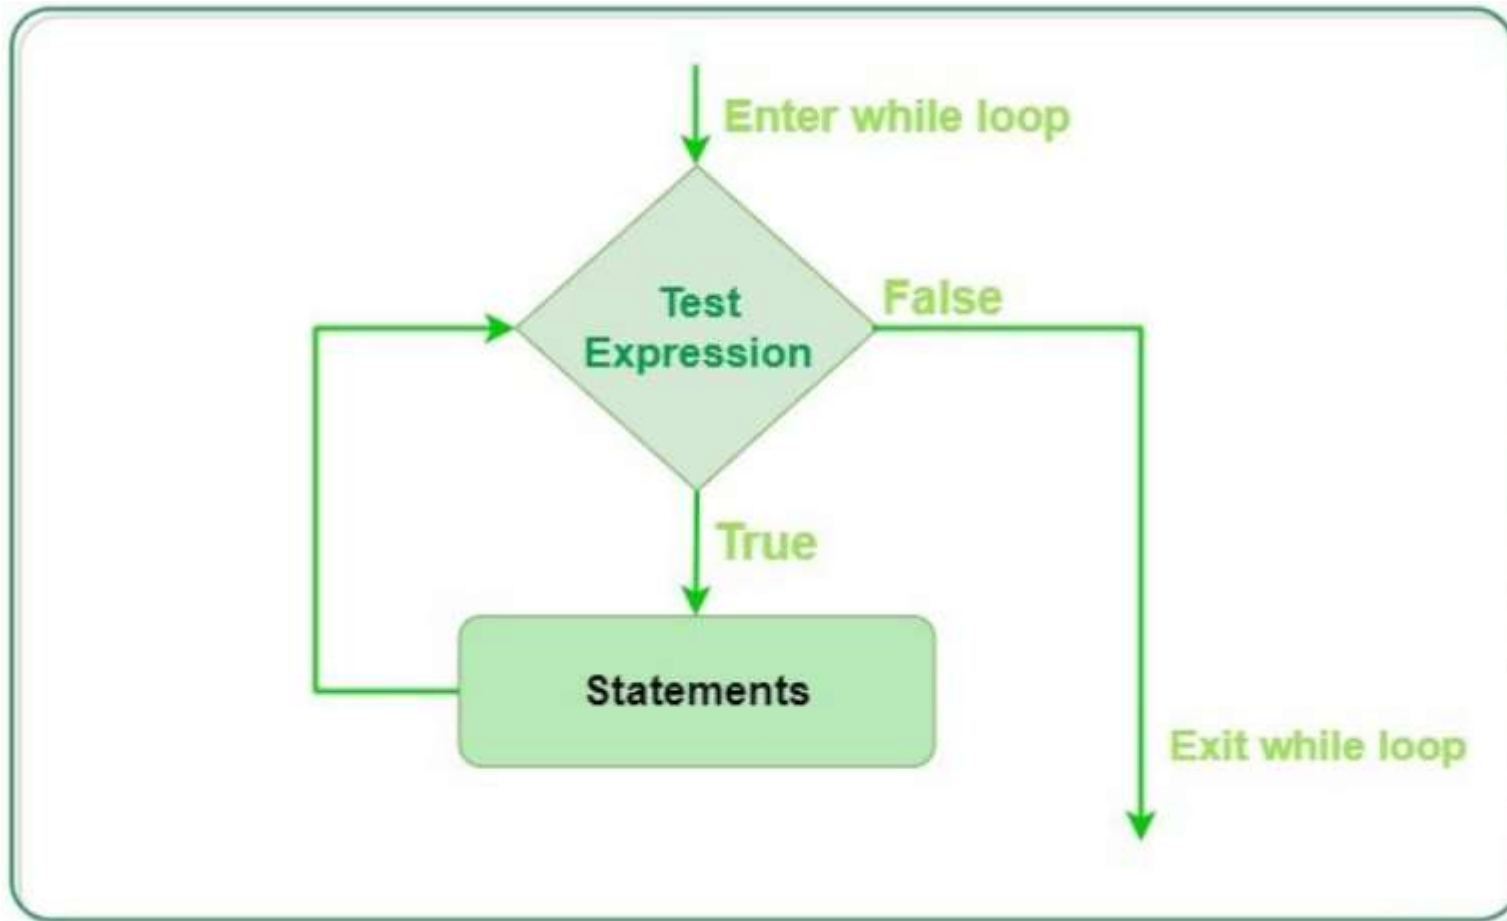 Enter while loop
Test
Expression
False
True
Statements
Exit while loop